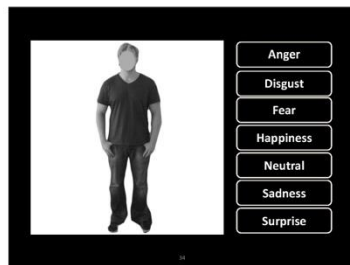 Anger
Disgust
Fear
Happiness
Neutral
Sadness
Surprise